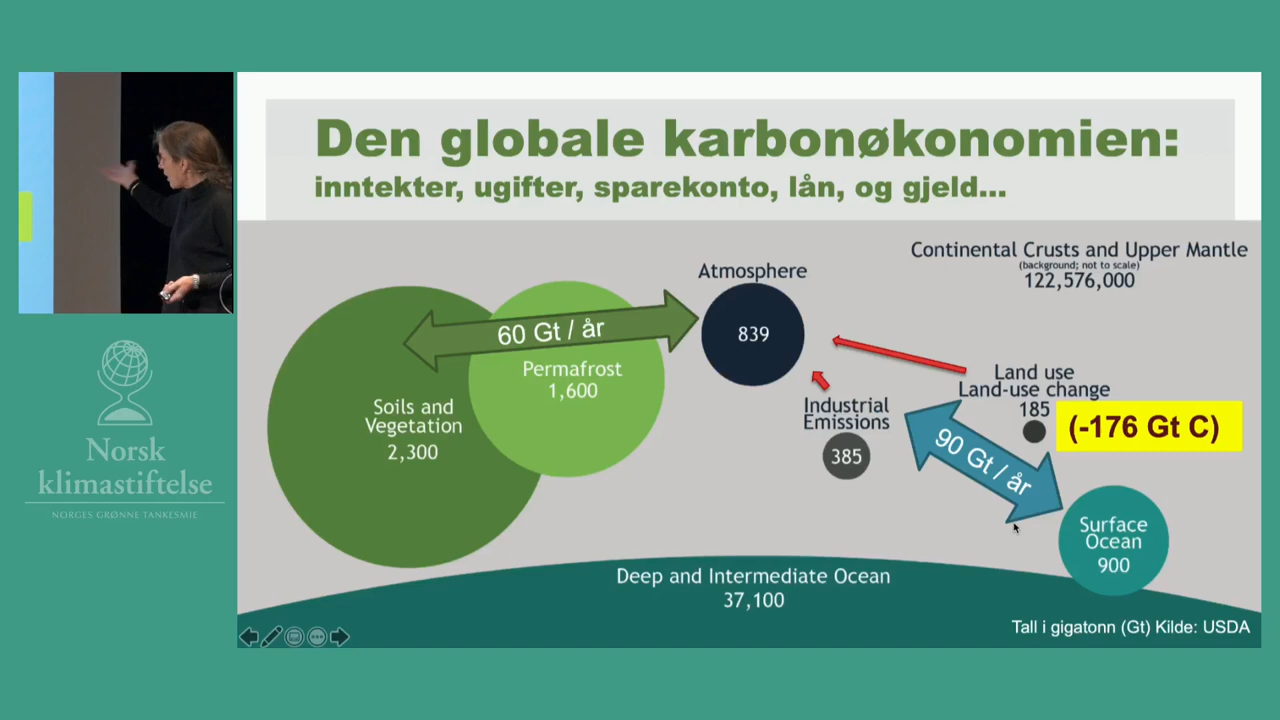 Den globale karbonøkonomien:
inntekter, ugifter, sparekonto, lån, og gjeld...
Continental Crusts and Upper Mantle
(background; not to scale)
122,576,000
Atmosphere
839
60 Gt / år
Permafrost
1,600
Soils and
Vegetation
2,300
Land use
Land-use change
185
(-176 Gt C)
Industrial
Emissions
385
90 Gt / år
Surface
Ocean
900
Deep and Intermediate Ocean
37,100
Tall i gigatonn (Gt) Kilde: USDA
Norsk
klimastiftelse
NORGES GRØNNE TANKESMIE